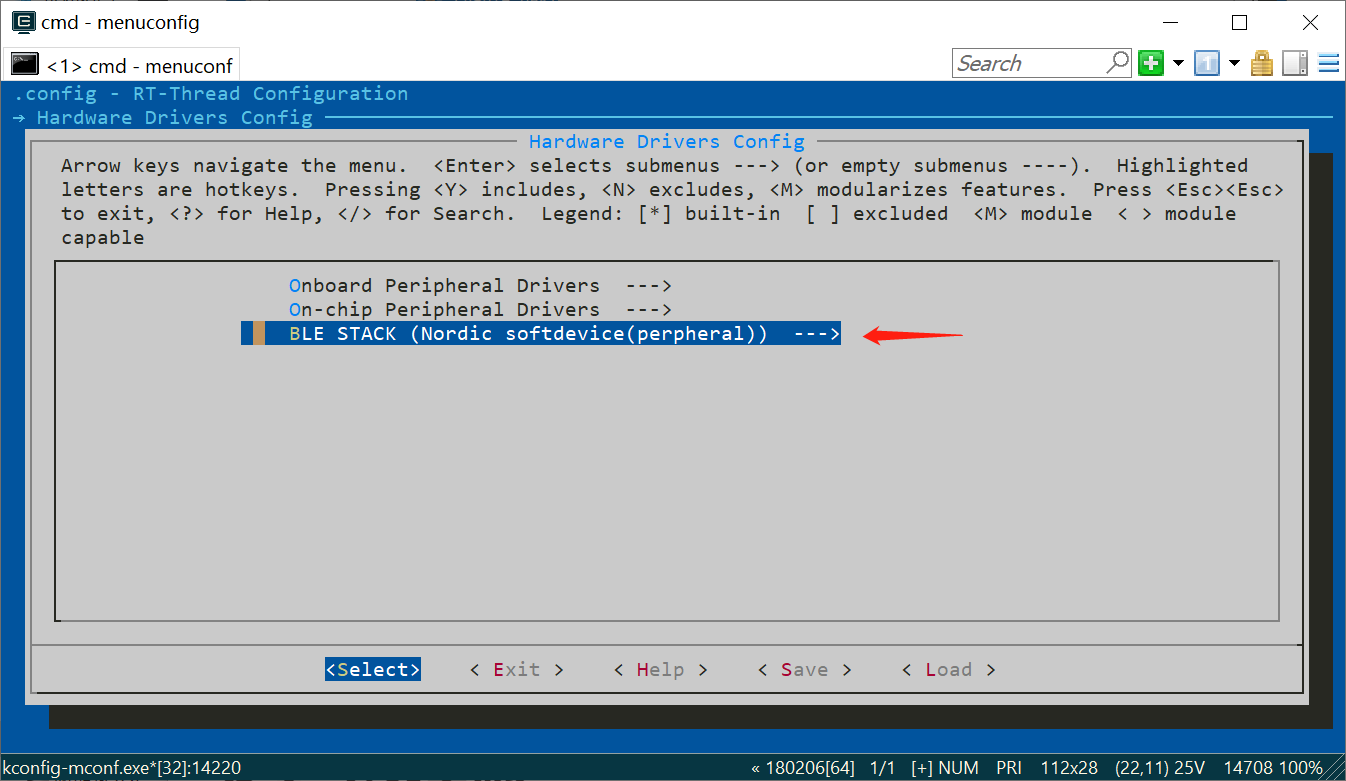 cmd - menuconfig
<1> cmd - menuconf
Search
.config - RT-Thread Configuration
→ Hardware Drivers Config
Hardware Drivers Config
Arrow keys navigate the menu.  <Enter> selects submenus ---> (or empty submenus ----).  Highlighted
letters are hotkeys.  Pressing <Y> includes, <N> excludes, <M> modularizes features.  Press <Esc><Esc>
to exit, <?> for Help, </> for Search.  Legend: [*] built-in  [ ] excluded  <M> module  < > module
capable
Onboard Peripheral Drivers  --->
On-chip Peripheral Drivers  --->
BLE STACK (Nordic softdevice(perpheral))  --->
<Select>    < Exit >    < Help >    < Save >    < Load >
kconfig-mconf.exe*[32]:14220    « 180206[64]  1/1  [+] NUM  PRI  112x28  (22,11) 25V  14708 100%